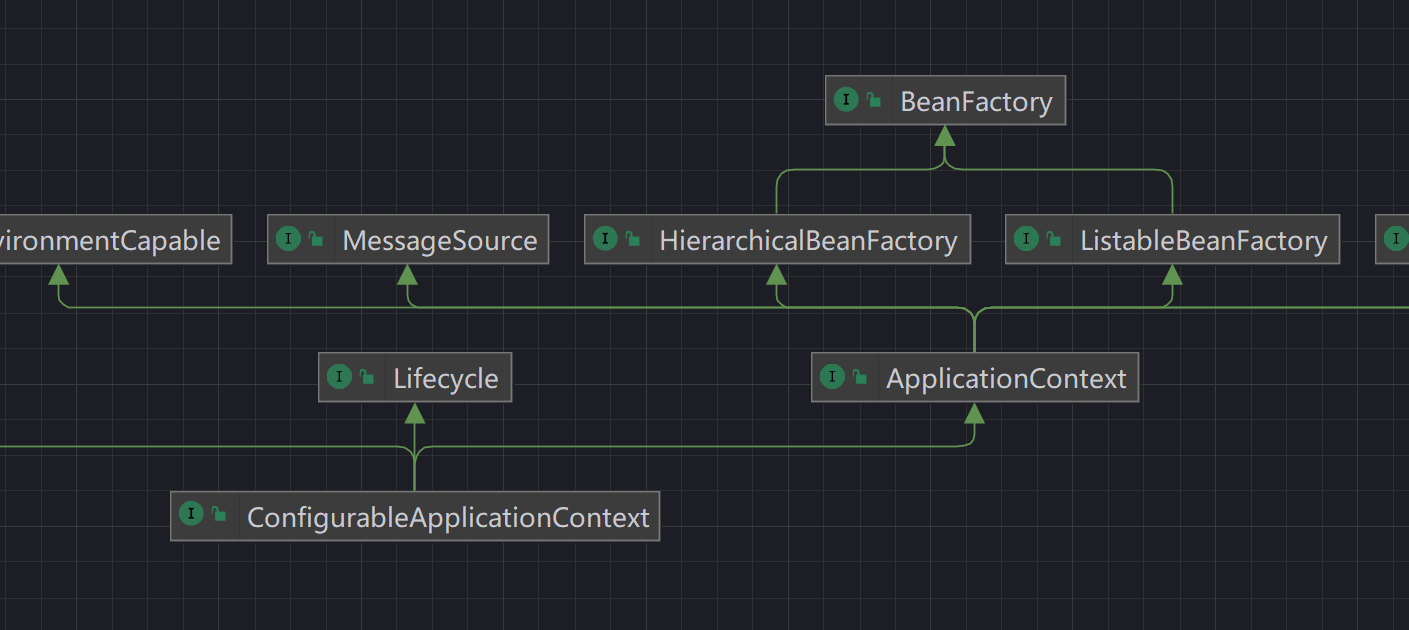 I BeanFactory
vironmentCapable
I MessageSource
I HierarchicalBeanFactory
I ListableBeanFactory
I
I Lifecycle
I ApplicationContext
I ConfigurableApplicationContext